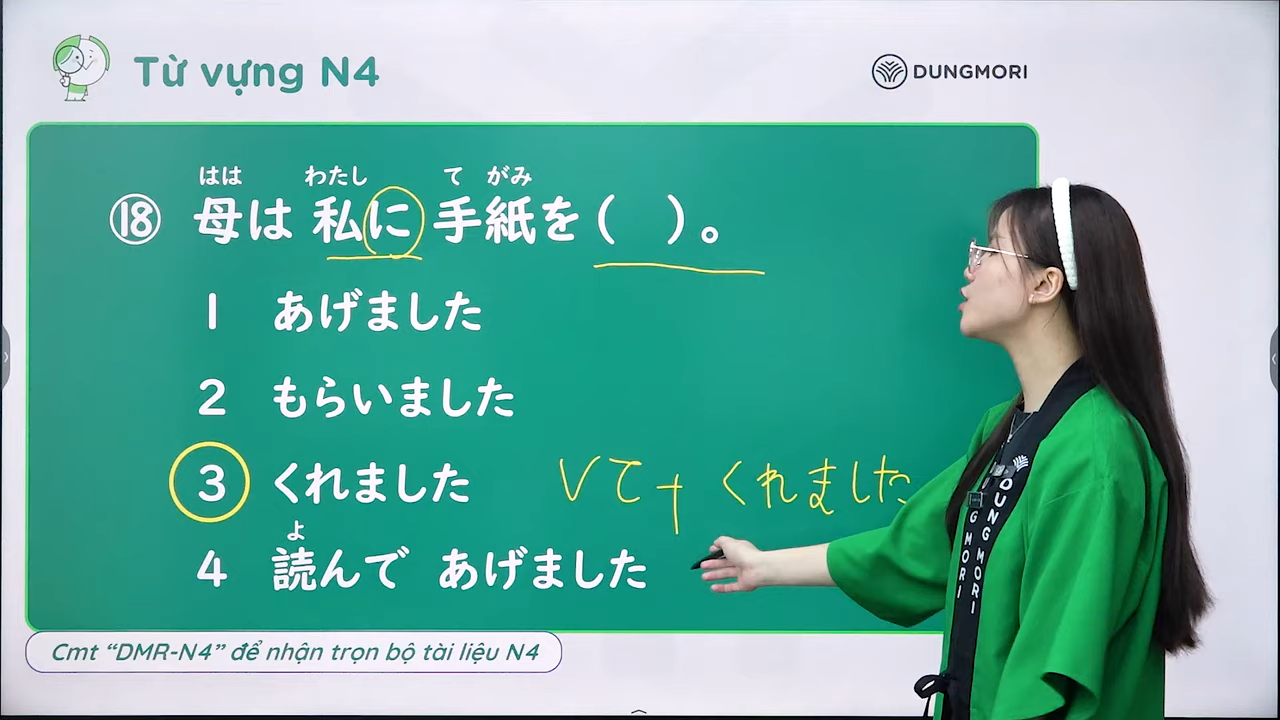 Từ vựng N4
DUNGMORI
はは わたし て がみ
⑱ 母は 私に 手紙を ( )。
1 あげました
2 もらいました
3 くれました
Vて + くれました
よ
4 読んで あげました
Cmt “DMR-N4” để nhận trọn bộ tài liệu N4
DUNGMORI
NG MORI